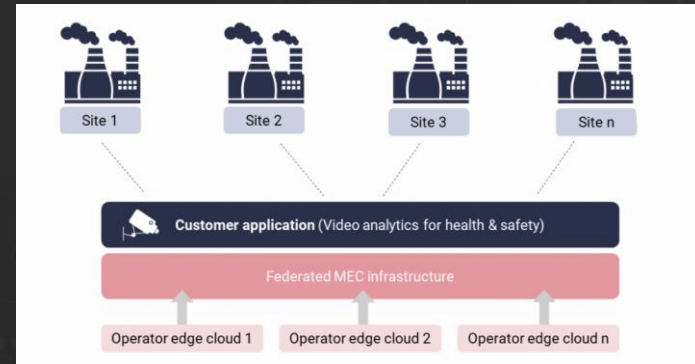 Site 1
Site 2
Site 3
Site n
Customer application (Video analytics for health & safety)
Federated MEC infrastructure
Operator edge cloud 1
Operator edge cloud 2
Operator edge cloud n